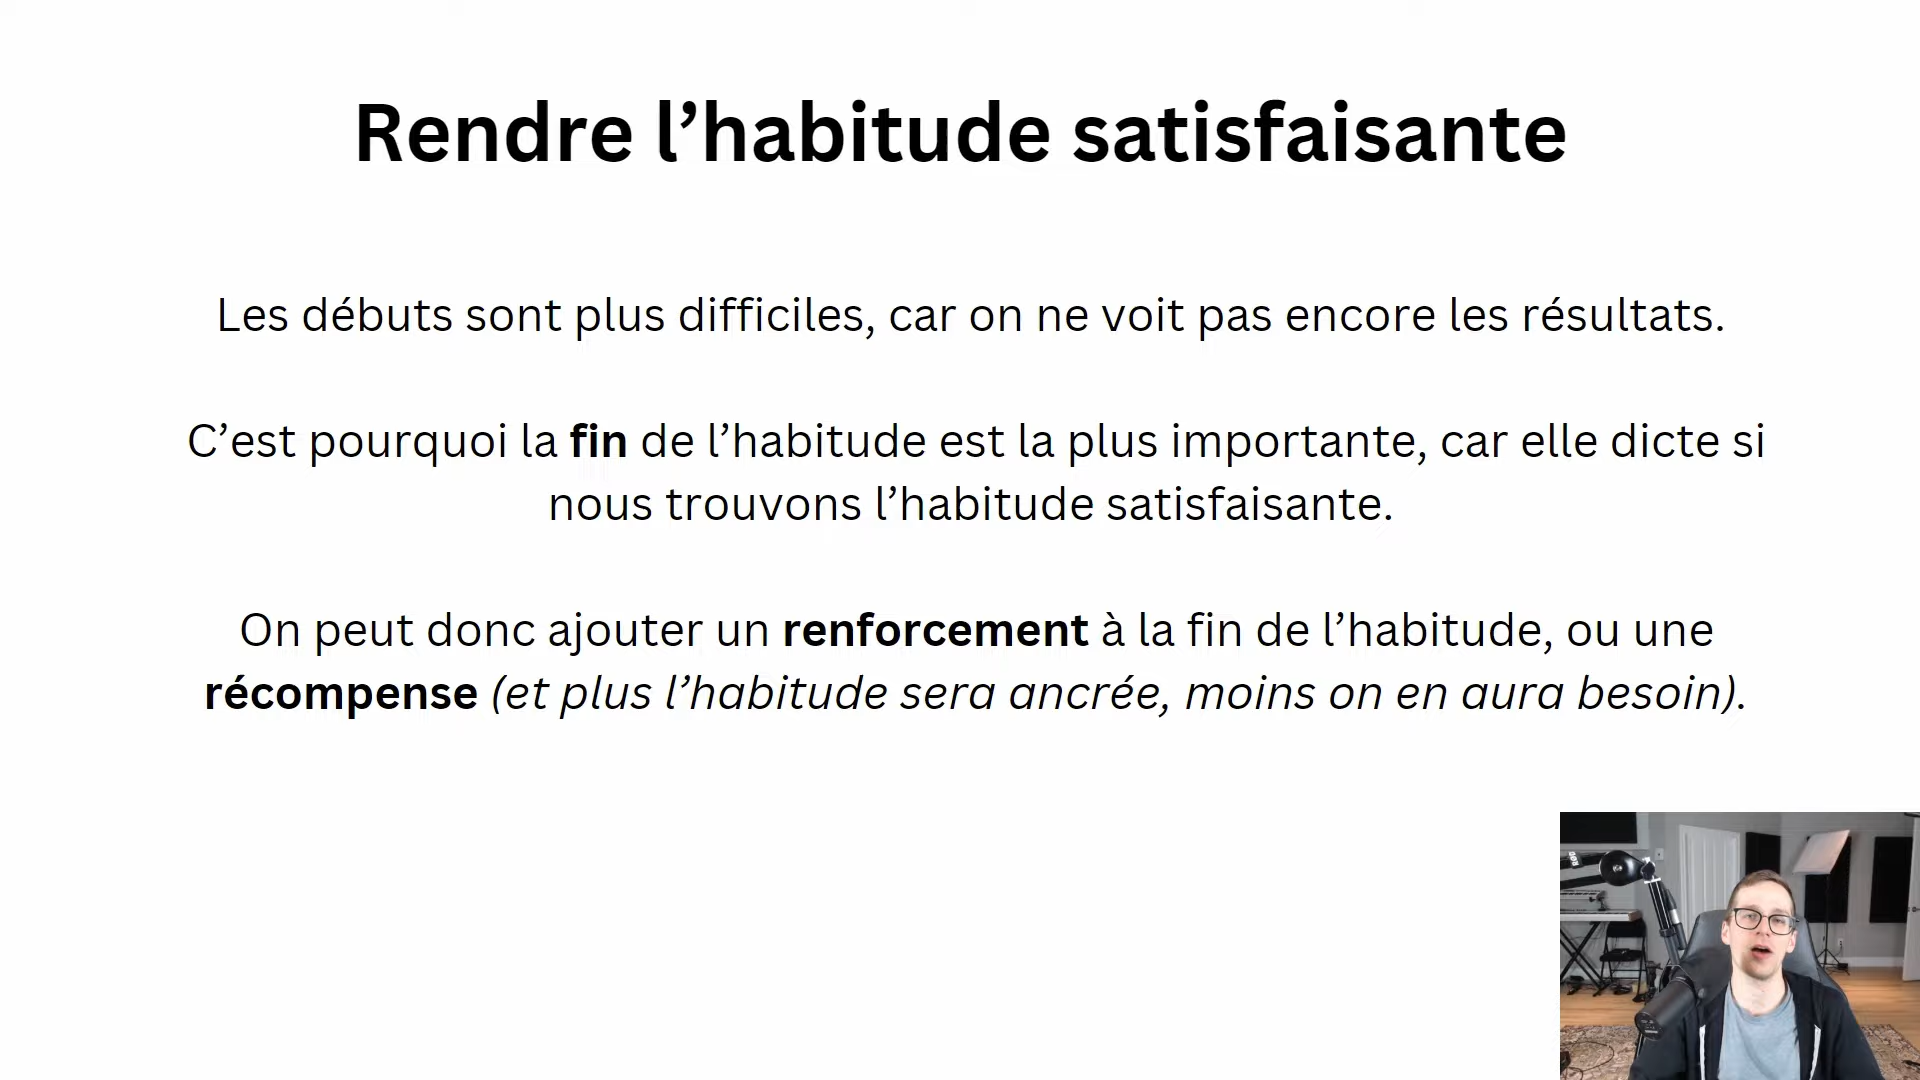 Rendre l’habitude satisfaisante
Les débuts sont plus difficiles, car on ne voit pas encore les résultats.
C’est pourquoi la fin de l’habitude est la plus importante, car elle dicte si
nous trouvons l’habitude satisfaisante.
On peut donc ajouter un renforcement à la fin de l’habitude, ou une
récompense (et plus l’habitude sera ancrée, moins on en aura besoin).